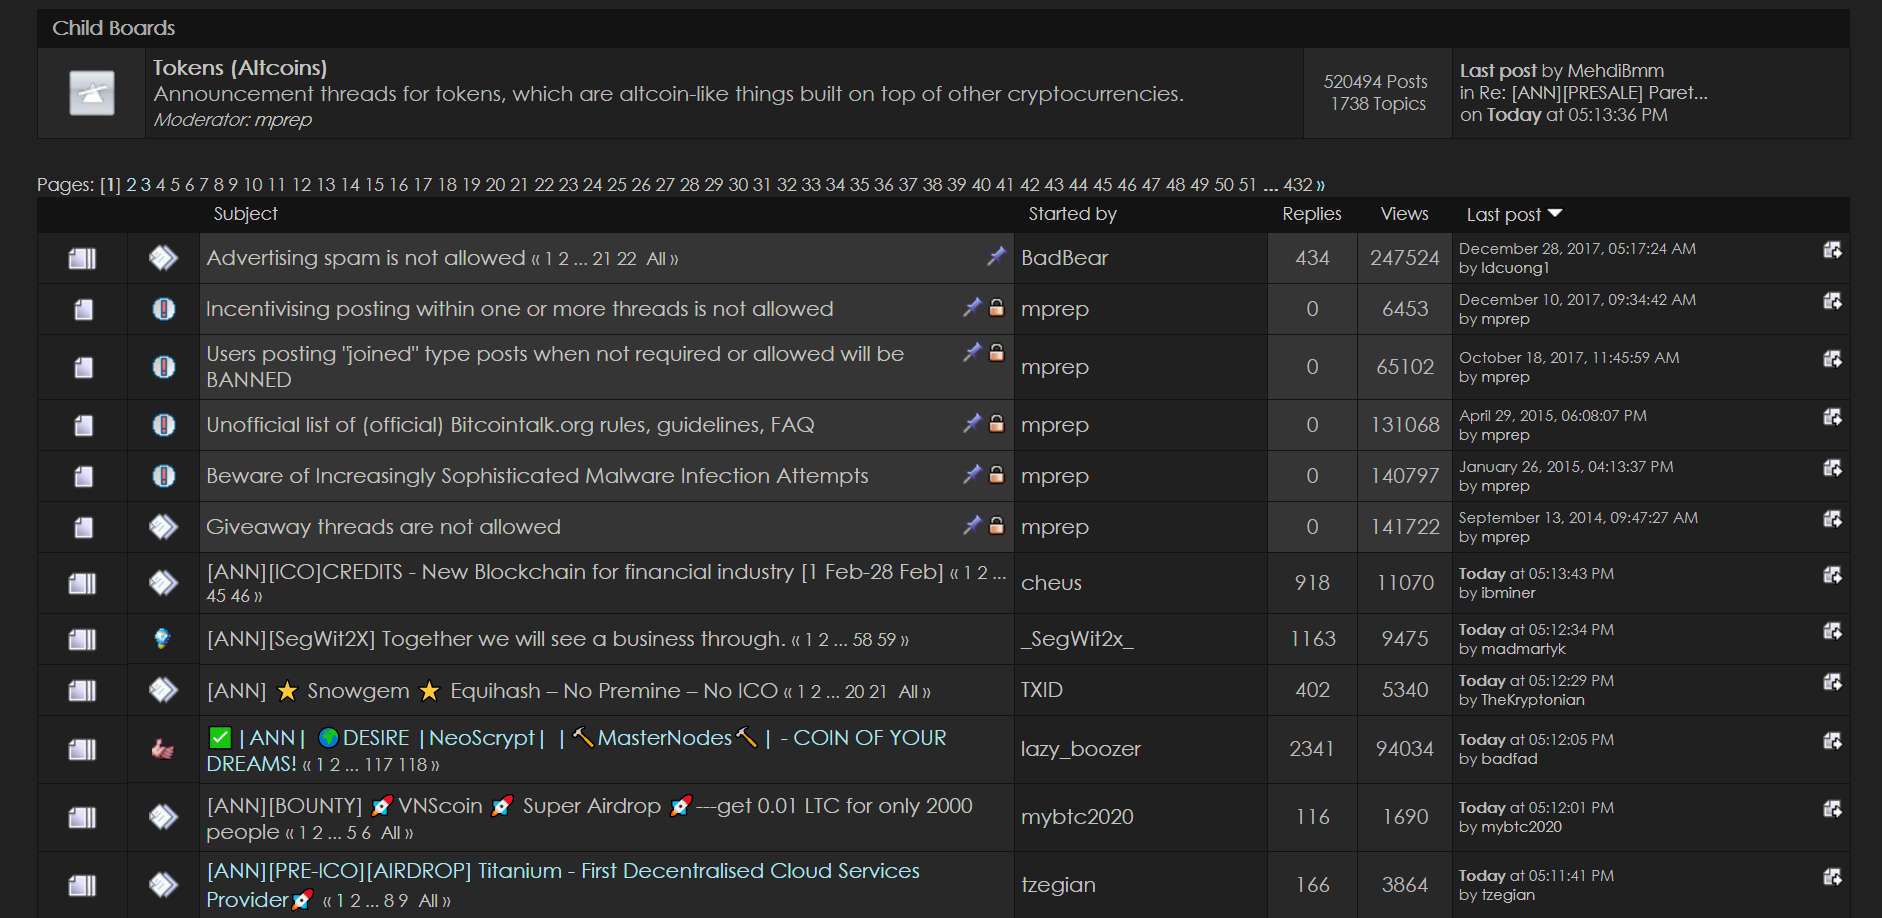 Child Boards
Tokens (Altcoins)
Announcement threads for tokens, which are altcoin-like things built on top of other cryptocurrencies.
Moderator: mprep
520494 Posts
1738 Topics
Last post by MehdiBmm
in Re: [ANN][PRESALE] Paret...
on Today at 05:13:36 PM
Pages: [1] 2 3 4 5 6 7 8 9 10 11 12 13 14 15 16 17 18 19 20 21 22 23 24 25 26 27 28 29 30 31 32 33 34 35 36 37 38 39 40 41 42 43 44 45 46 47 48 49 50 51 ... 432 »
Subject Started by Replies Views Last post
Advertising spam is not allowed « 1 2 ... 21 22 All » BadBear 434 247524
December 28, 2017, 05:17:24 AM
by ldcuong1
Incentivising posting within one or more threads is not allowed mprep 0 6453
December 10, 2017, 09:34:42 AM
by mprep
Users posting "joined" type posts when not required or allowed will be
BANNED
mprep 0 65102
October 18, 2017, 11:45:59 AM
by mprep
Unofficial list of (official) Bitcointalk.org rules, guidelines, FAQ mprep 0 131068
April 29, 2015, 06:08:07 PM
by mprep
Beware of Increasingly Sophisticated Malware Infection Attempts mprep 0 140797
January 26, 2015, 04:13:37 PM
by mprep
Giveaway threads are not allowed mprep 0 141722
September 13, 2014, 09:47:27 AM
by mprep
[ANN][ICO]CREDITS - New Blockchain for financial industry [1 Feb-28 Feb] « 1 2 ...
45 46 »
cheus 918 11070
Today at 05:13:43 PM
by ibminer
[ANN][SegWit2X] Together we will see a business through. « 1 2 ... 58 59 » _SegWit2x_ 1163 9475
Today at 05:12:34 PM
by madmartyk
[ANN] ⭐ Snowgem ⭐ Equihash – No Premine – No ICO « 1 2 ... 20 21 All » TXID 402 5340
Today at 05:12:29 PM
by TheKryptonian
✅ |ANN| 🌍DESIRE |NeoScrypt| |🔨MasterNodes🔨| - COIN OF YOUR
DREAMS! « 1 2 ... 117 118 »
lazy_boozer 2341 94034
Today at 05:12:05 PM
by badfad
[ANN][BOUNTY] 🚀VNScoin 🚀 Super Airdrop 🚀---get 0.01 LTC for only 2000
people « 1 2 ... 5 6 All »
mybtc2020 116 1690
Today at 05:12:01 PM
by mybtc2020
[ANN][PRE-ICO][AIRDROP] Titanium - First Decentralised Cloud Services
Provider🚀 « 1 2 ... 8 9 All »
tzegian 166 3864
Today at 05:11:41 PM
by tzegian